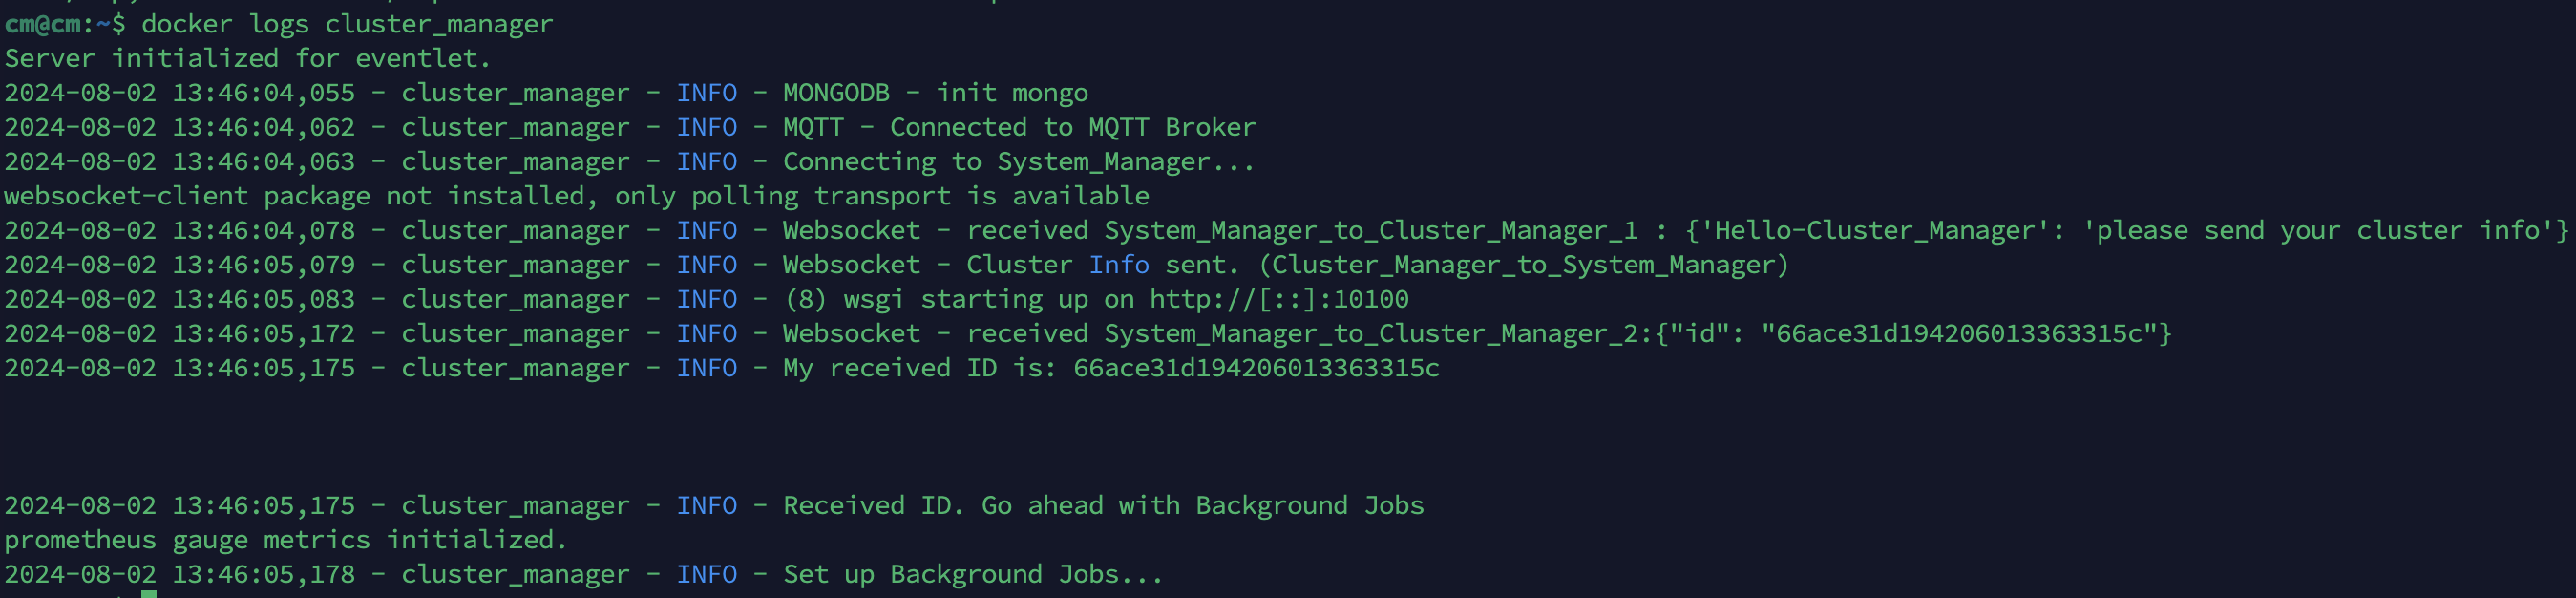 cm@cm:~$ docker logs cluster_manager
Server initialized for eventlet.
2024-08-02 13:46:04,055 - cluster_manager - INFO - MONGODB - init mongo
2024-08-02 13:46:04,062 - cluster_manager - INFO - MQTT - Connected to MQTT Broker
2024-08-02 13:46:04,063 - cluster_manager - INFO - Connecting to System_Manager...
websocket-client package not installed, only polling transport is available
2024-08-02 13:46:04,078 - cluster_manager - INFO - Websocket - received System_Manager_to_Cluster_Manager_1 : {'Hello-Cluster_Manager': 'please send your cluster info'}
2024-08-02 13:46:05,079 - cluster_manager - INFO - Websocket - Cluster Info sent. (Cluster_Manager_to_System_Manager)
2024-08-02 13:46:05,083 - cluster_manager - INFO - (8) wsgi starting up on http://[::]:10100
2024-08-02 13:46:05,172 - cluster_manager - INFO - Websocket - received System_Manager_to_Cluster_Manager_2:{"id": "66ace31d194206013363315c"}
2024-08-02 13:46:05,175 - cluster_manager - INFO - My received ID is: 66ace31d194206013363315c
2024-08-02 13:46:05,175 - cluster_manager - INFO - Received ID. Go ahead with Background Jobs
prometheus gauge metrics initialized.
2024-08-02 13:46:05,178 - cluster_manager - INFO - Set up Background Jobs...